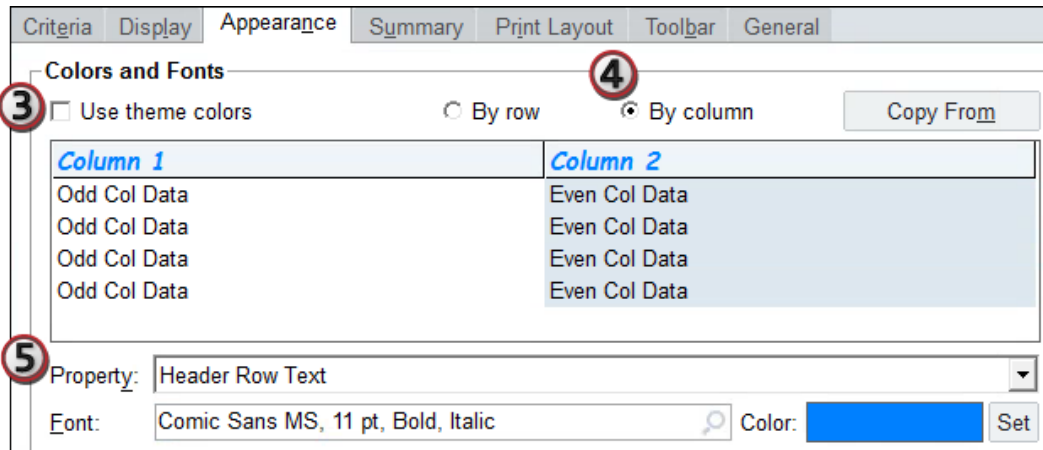 Criteria Display Appearance Summary Print Layout Toolbar General
Colors and Fonts
4
3 Use theme colors By row By column Copy From
Column 1 Column 2
Odd Col Data Even Col Data
Odd Col Data Even Col Data
Odd Col Data Even Col Data
Odd Col Data Even Col Data
5
Property: Header Row Text
Font: Comic Sans MS, 11 pt, Bold, Italic Color: Set